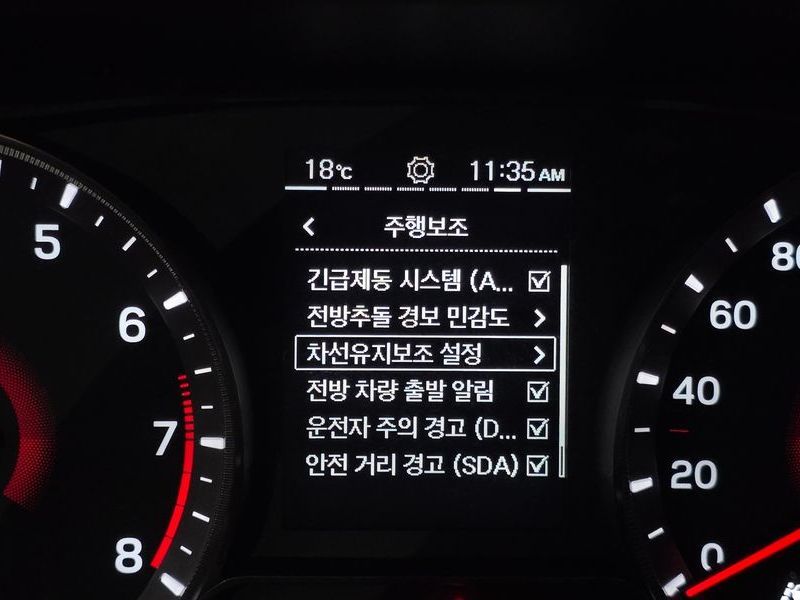 18℃ 11:35 AM
< 주행보조
긴급제동 시스템 (A... ☑
전방추돌 경보 민감도 >
차선유지보조 설정 >
전방 차량 출발 알림 ☑
운전자 주의 경고 (D... ☑
안전 거리 경고 (SDA) ☑
5
6
7
8
80
60
40
20
0